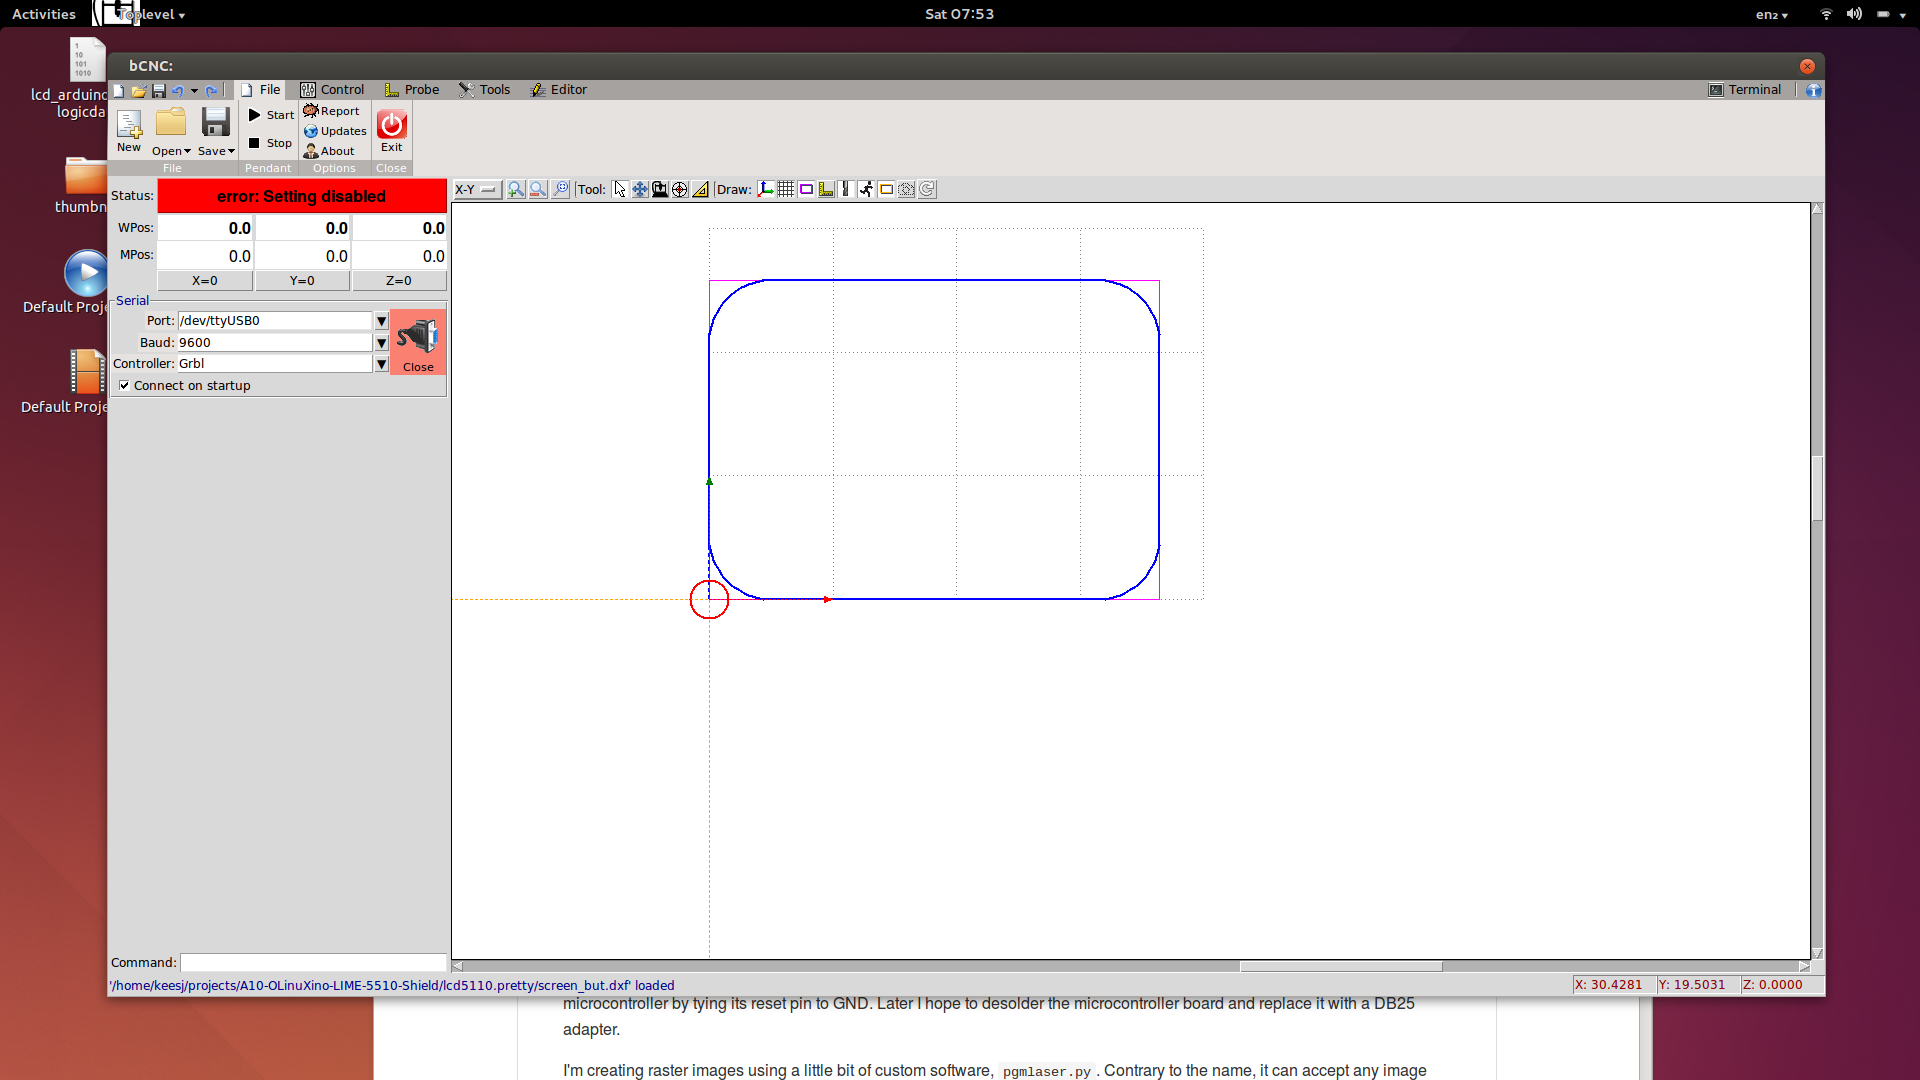 Activities
Toplevel
Sat 07:53
en2
1
10
101
1010
lcd_arduino
logicda
thumbn
Default Proje
Default Proje
bCNC:
File
Control
Probe
Tools
Editor
Terminal
New
Open
Save
Start
Stop
Report
Updates
About
Exit
File
Pendant
Options
Close
Status:
error: Setting disabled
WPos:
0.0
0.0
0.0
MPos:
0.0
0.0
0.0
X=0
Y=0
Z=0
Serial
Port:
/dev/ttyUSB0
Baud:
9600
Controller:
Grbl
Close
Connect on startup
X-Y
Tool:
Draw:
Command:
'/home/keesj/projects/A10-OLinuXino-LIME-5510-Shield/lcd5110.pretty/screen_but.dxf' loaded
X: 30.4281
Y: 19.5031
Z: 0.0000
microcontroller by tying its reset pin to GND. Later I hope to desolder the microcontroller board and replace it with a DB25
adapter.
I'm creating raster images using a little bit of custom software, pgmlaser.py . Contrary to the name, it can accept any image